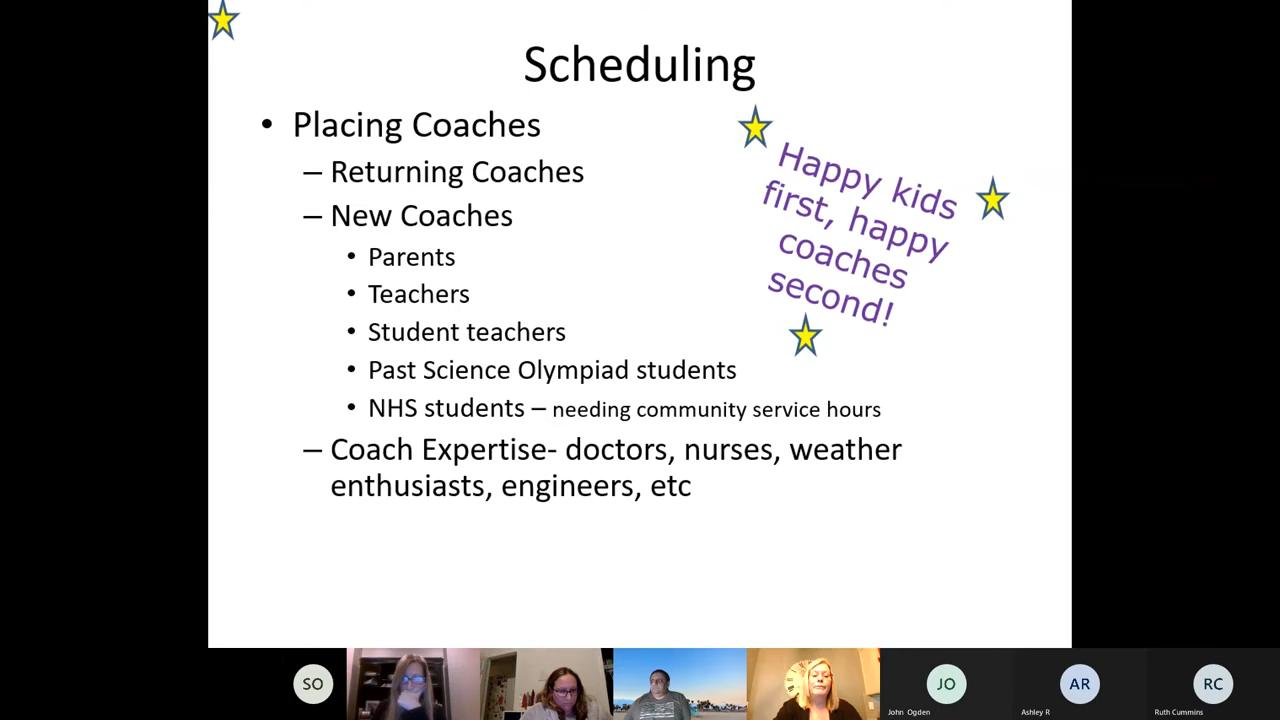 Scheduling
• Placing Coaches
– Returning Coaches
– New Coaches
• Parents
• Teachers
• Student teachers
• Past Science Olympiad students
• NHS students – needing community service hours
– Coach Expertise- doctors, nurses, weather
enthusiasts, engineers, etc
Happy kids
first, happy
coaches
second!
SO
JO
AR
RC
John Ogden
Ashley R
Ruth Cummins